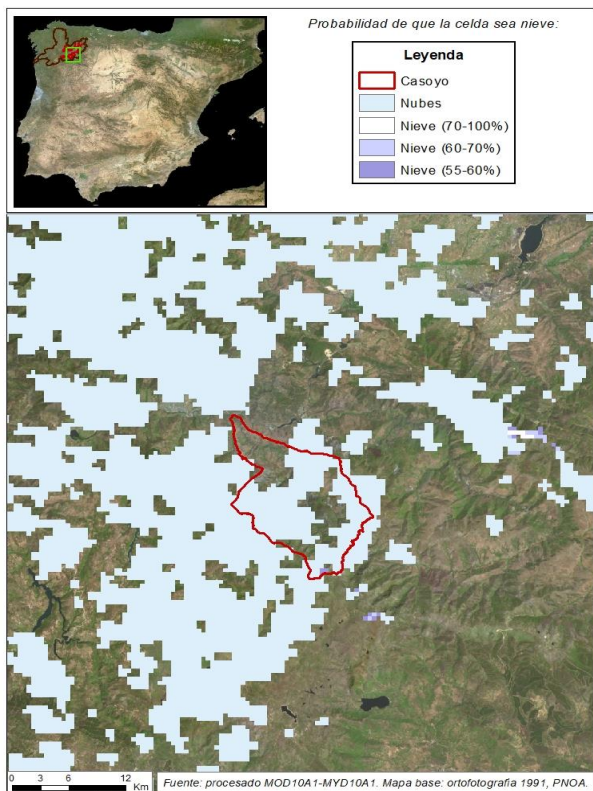 Probabilidad de que la celda sea nieve:
Leyenda
Casoyo
Nubes
Nieve (70-100%)
Nieve (60-70%)
Nieve (55-60%)
0 3 6 12
Km
Fuente: procesado MOD10A1-MYD10A1. Mapa base: ortofotografía 1991, PNOA.